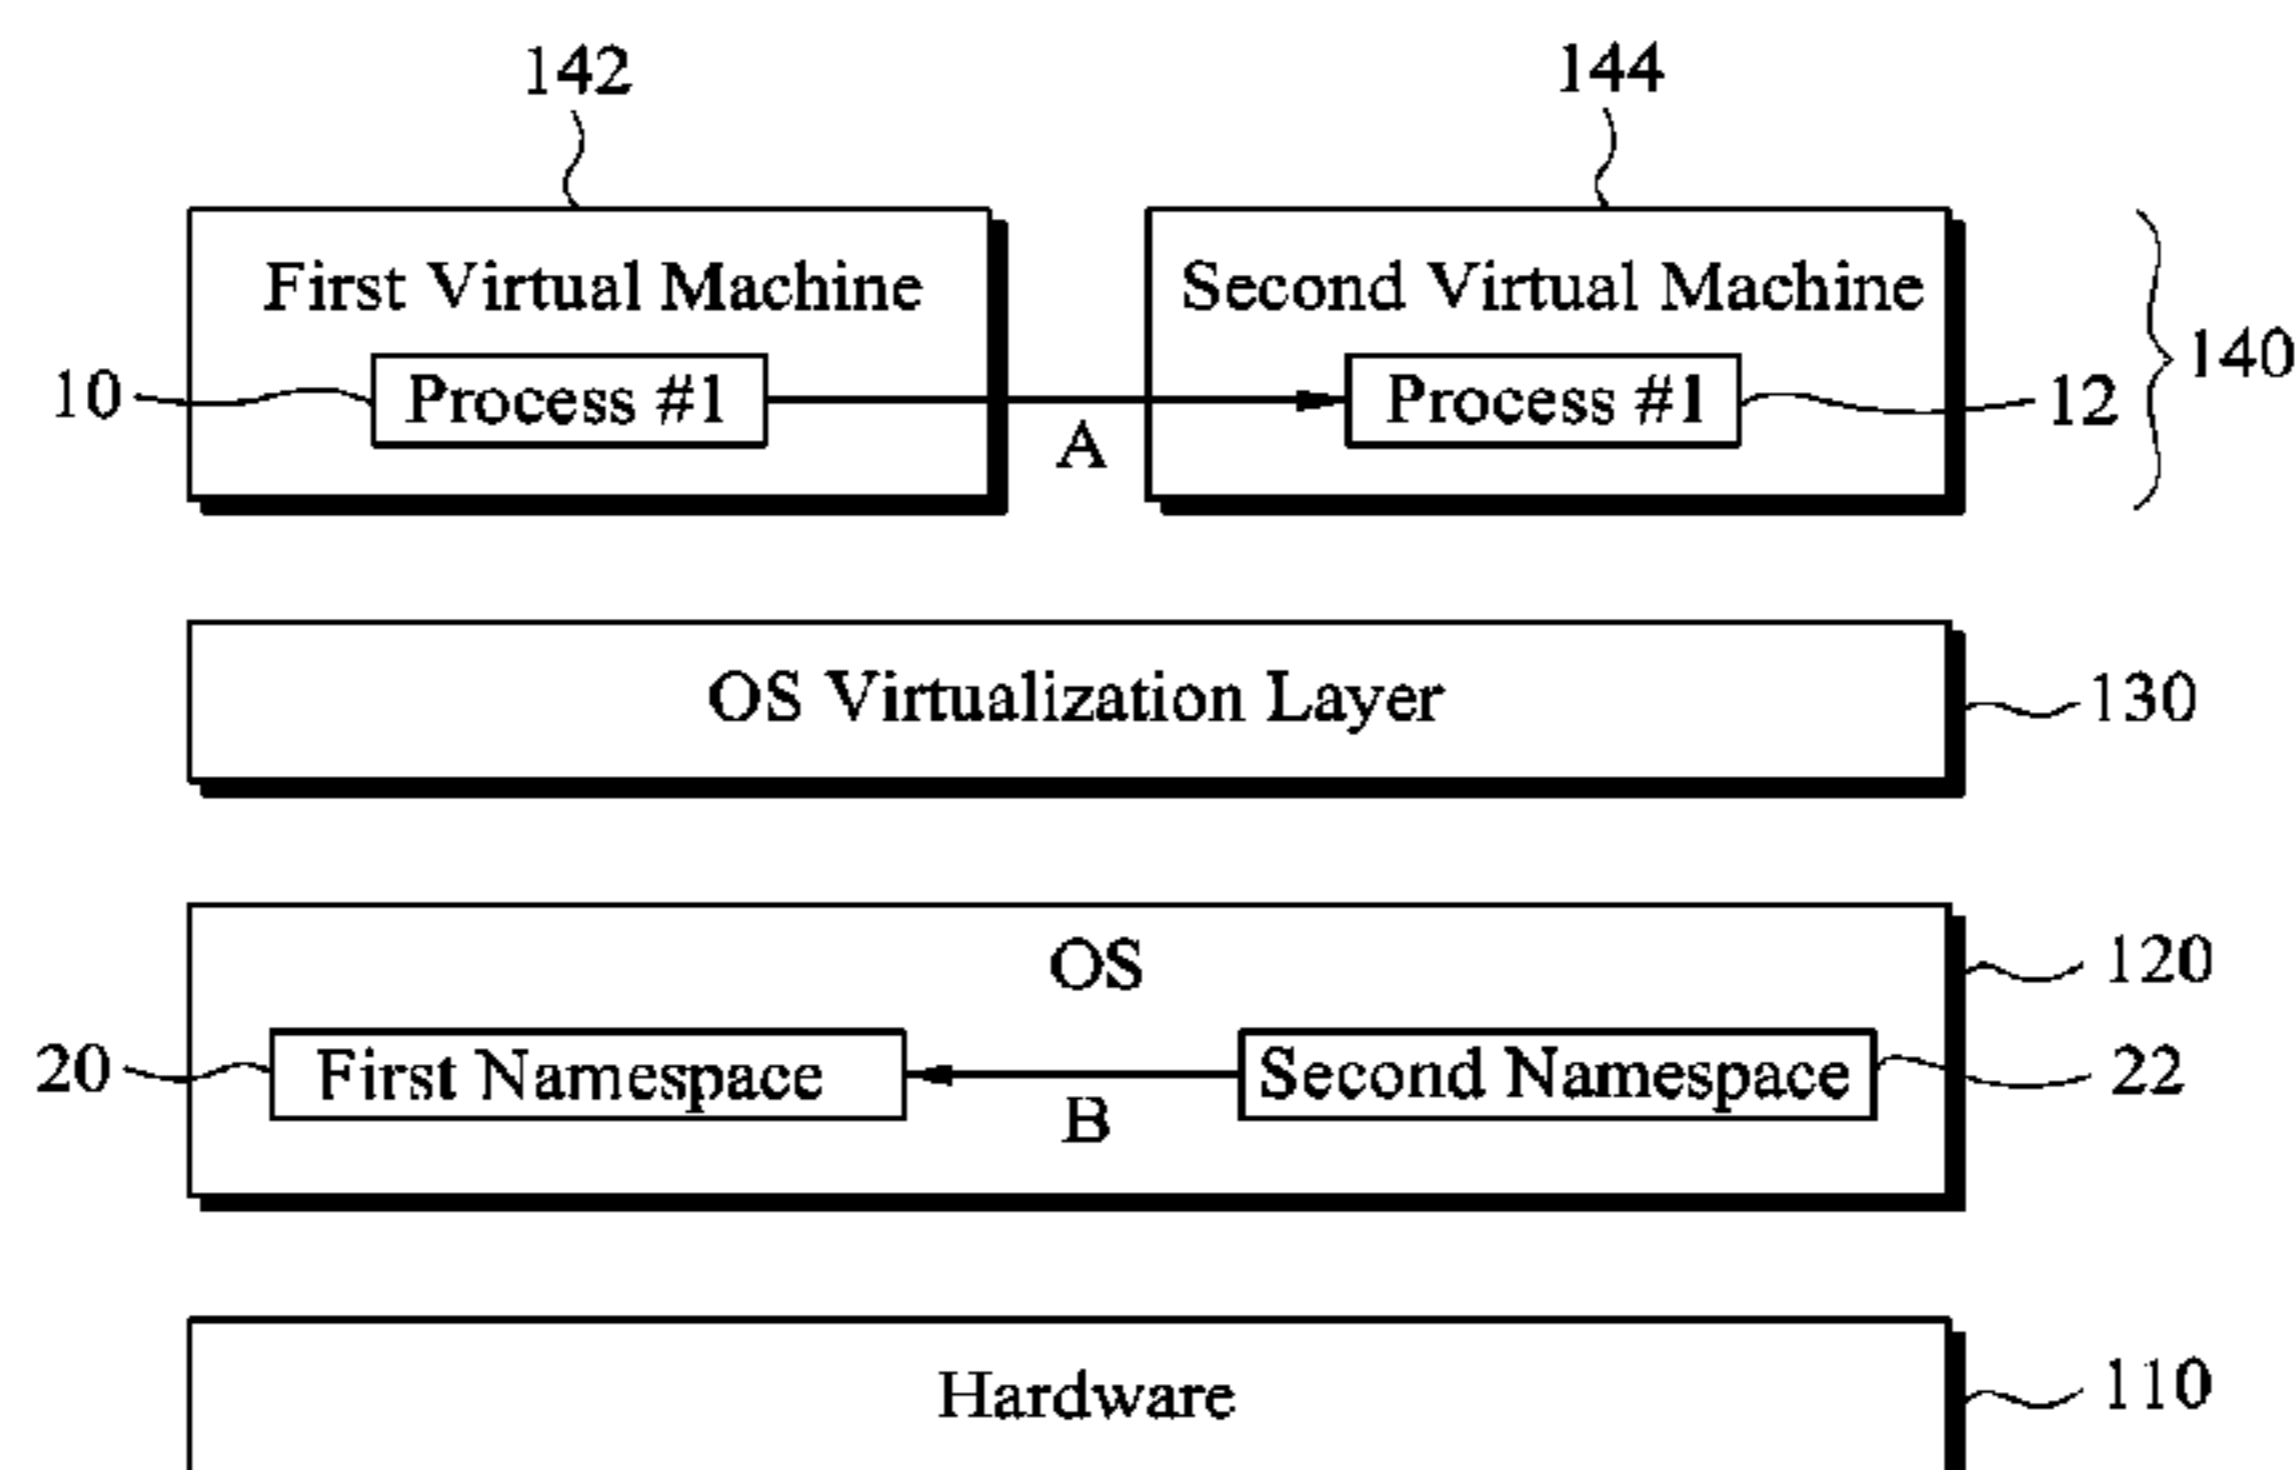 142
144
First Virtual Machine
Second Virtual Machine
140
10
Process #1
Process #1
12
A
OS Virtualization Layer
130
OS
120
20
First Namespace
Second Namespace
22
B
Hardware
110